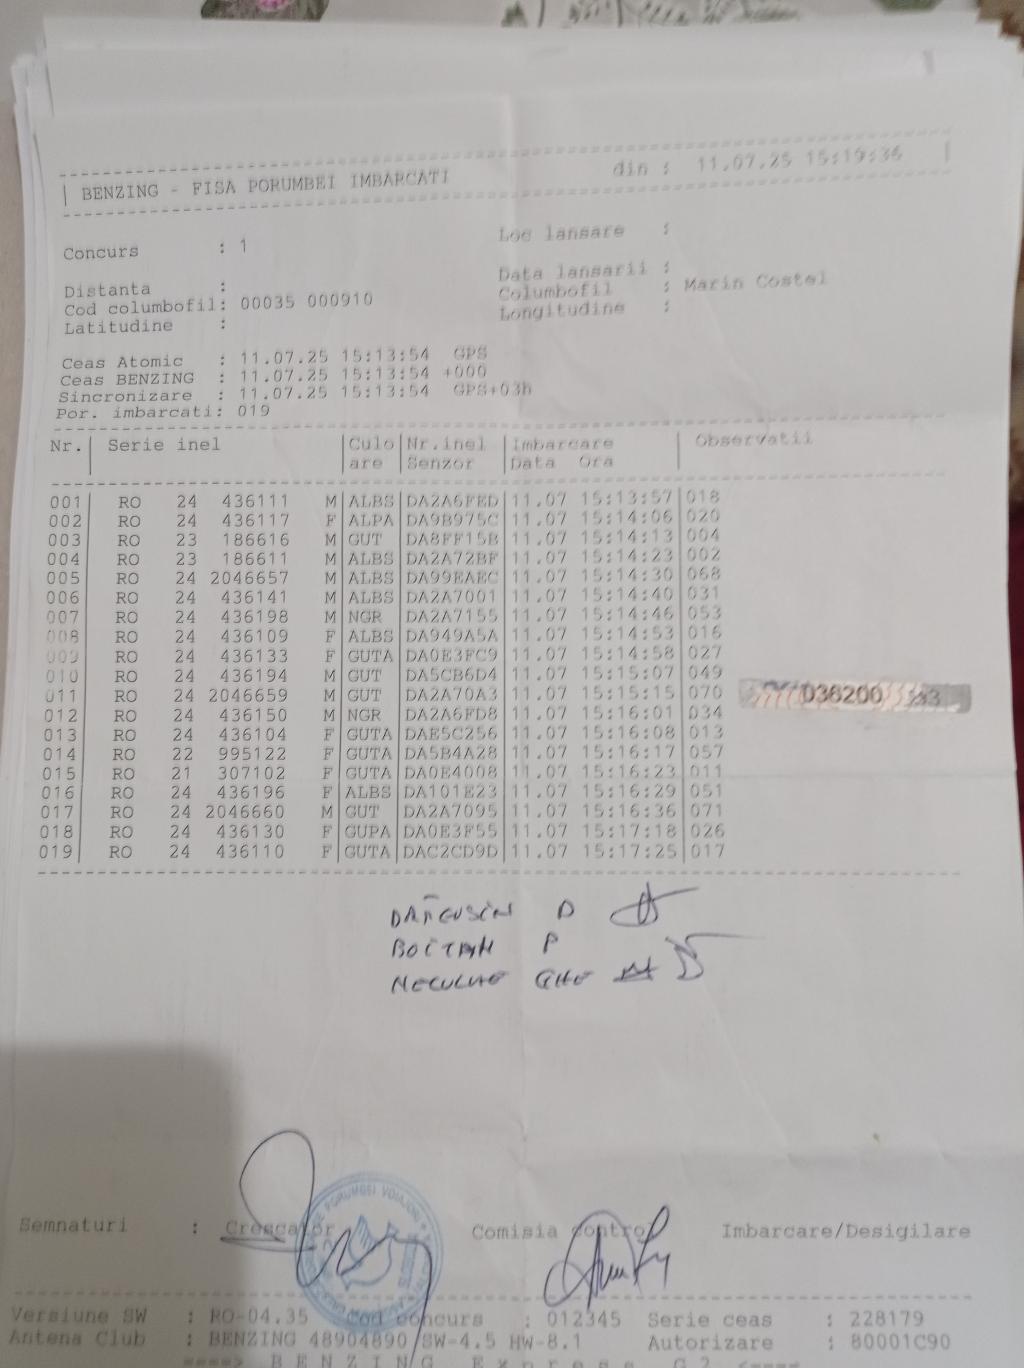 BENZING - FISA PORUMBEI IMBARCATI din : 11.07.25 15:19:36
Concurs : 1 Loc lansare :
Distanta : Data lansarii :
Cod columbofil: 00035 000910 Columbofil : Marin Costel
Latitudine : Longitudine :
Ceas Atomic : 11.07.25 15:13:54 GPS
Ceas BENZING : 11.07.25 15:13:54 +000
Sincronizare : 11.07.25 15:13:54 GPS+03h
Por. imbarcati: 019
Nr.| Serie inel |Culo|Nr.inel|Imbarcare | Observatii
| |are |Senzor |Data Ora |
001| RO 24 436111 M|ALBS|DA2A6FED|11.07 15:13:57|018
002| RO 24 436117 F|ALPA|DA9B975C|11.07 15:14:06|020
003| RO 23 186616 M|GUT |DA8FF15B|11.07 15:14:13|004
004| RO 23 186611 M|ALBS|DA2A72BF|11.07 15:14:23|002
005| RO 24 2046657 M|ALBS|DA99EAEC|11.07 15:14:30|068
006| RO 24 436141 M|ALBS|DA2A7001|11.07 15:14:40|031
007| RO 24 436198 M|NGR |DA2A7155|11.07 15:14:46|053
008| RO 24 436109 F|ALBS|DA949A5A|11.07 15:14:53|016
009| RO 24 436133 F|GUTA|DA0E3FC9|11.07 15:14:58|027
010| RO 24 436194 M|GUT |DA5CB6D4|11.07 15:15:07|049
011| RO 24 2046659 M|GUT |DA2A70A3|11.07 15:15:15|070 036200
012| RO 24 436150 M|NGR |DA2A6FD8|11.07 15:16:01|034
013| RO 24 436104 F|GUTA|DAE5C256|11.07 15:16:08|013
014| RO 22 995122 F|GUTA|DA5B4A28|11.07 15:16:17|057
015| RO 21 307102 F|GUTA|DA0E4008|11.07 15:16:23|011
016| RO 24 436196 F|ALBS|DA101E23|11.07 15:16:29|051
017| RO 24 2046660 M|GUT |DA2A7095|11.07 15:16:36|071
018| RO 24 436130 F|GUPA|DA0E3F55|11.07 15:17:18|026
019| RO 24 436110 F|GUTA|DAC2CD9D|11.07 15:17:25|017
D
BOITAN P
NECULAE GHE
PORUMBEI VOIAJORI
Semnaturi : Crescator Comisia control Imbarcare/Desigilare
Versiune SW : RO-04.35 Cod concurs : 012345 Serie ceas : 228179
Antena Club : BENZING 48904890 SW-4.5 HW-8.1 Autorizare : 80001C90
====> B E N Z I N G E x p r e s s G 2 <====